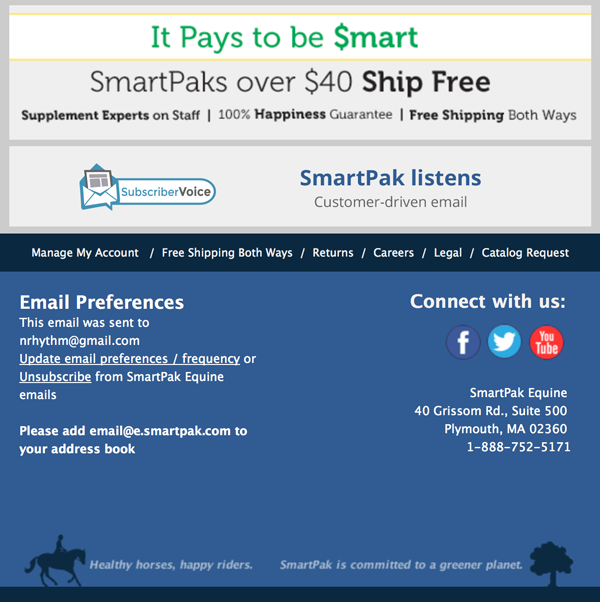 It Pays to be $mart
SmartPaks over $40 Ship Free
Supplement Experts on Staff | 100% Happiness Guarantee | Free Shipping Both Ways
SubscriberVoice
SmartPak listens
Customer-driven email
Manage My Account / Free Shipping Both Ways / Returns / Careers / Legal / Catalog Request
Email Preferences
This email was sent to
nrhythm@gmail.com
Update email preferences / frequency or
Unsubscribe from SmartPak Equine
emails
Please add email@e.smartpak.com to
your address book
Connect with us:
f
You
Tube
SmartPak Equine
40 Grissom Rd., Suite 500
Plymouth, MA 02360
1-888-752-5171
Healthy horses, happy riders.
SmartPak is committed to a greener planet.